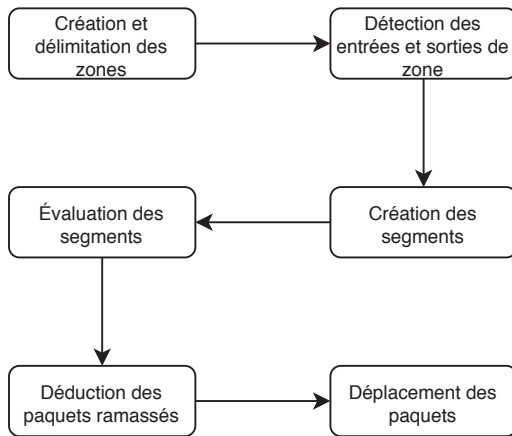 Création et
délimitation des
zones
Détection des
entrées et sorties de
zone
Création des
segments
Évaluation des
segments
Déduction des
paquets ramassés
Déplacement des
paquets